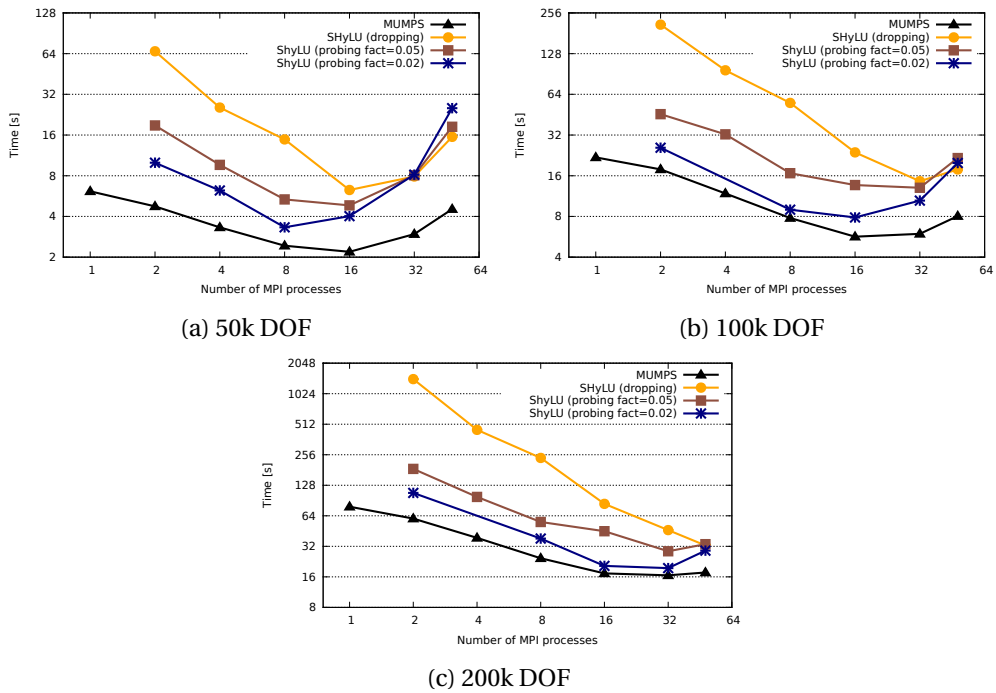 128
64
32
16
8
4
2
Time [s]
1 2 4 8 16 32 64
Number of MPI processes
MUMPS
SHyLU (dropping)
ShyLU (probing fact=0.05)
ShyLU (probing fact=0.02)
(a) 50k DOF
256
128
64
32
16
8
4
Time [s]
1 2 4 8 16 32 64
Number of MPI processes
MUMPS
SHyLU (dropping)
ShyLU (probing fact=0.05)
ShyLU (probing fact=0.02)
(b) 100k DOF
2048
1024
512
256
128
64
32
16
8
Time [s]
1 2 4 8 16 32 64
Number of MPI processes
MUMPS
SHyLU (dropping)
ShyLU (probing fact=0.05)
ShyLU (probing fact=0.02)
(c) 200k DOF